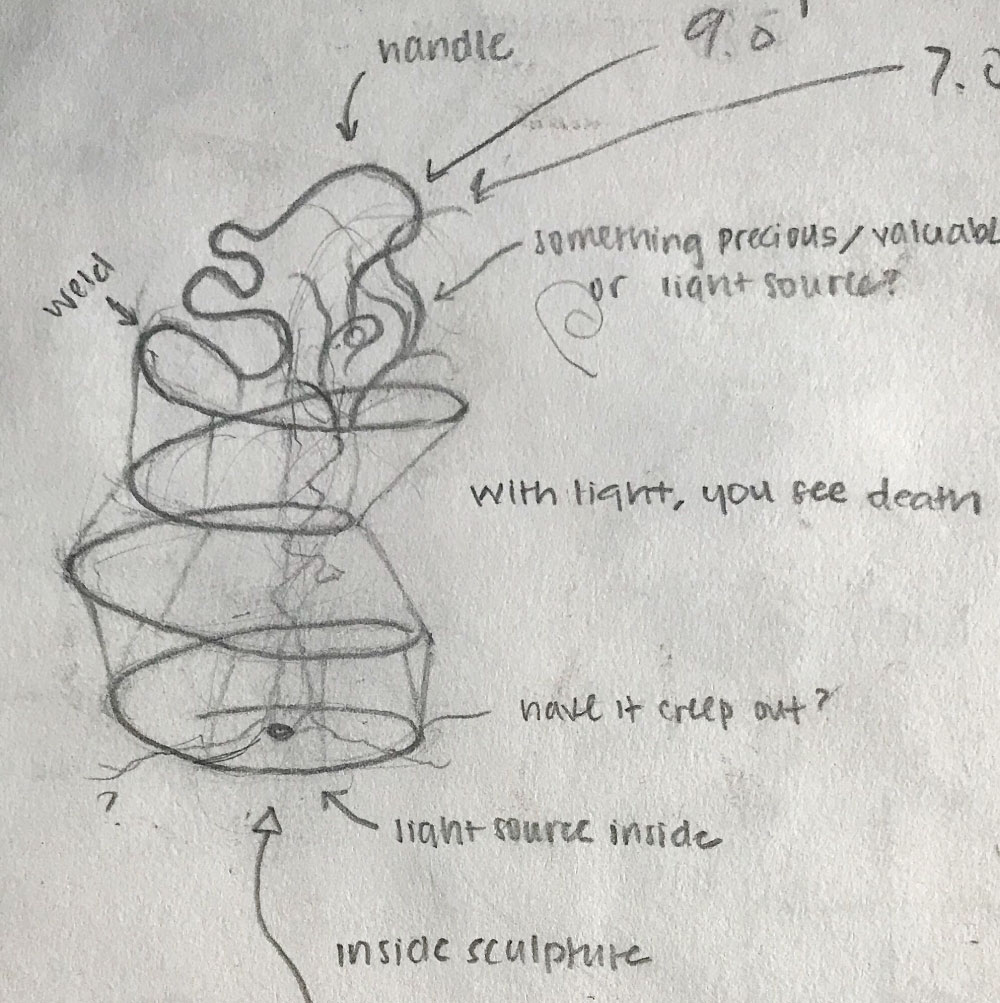 handle
9.0'
7.0
something precious/valuabl
or light source?
weld
with light, you see death
have it creep out?
?
light source inside
inside sculpture